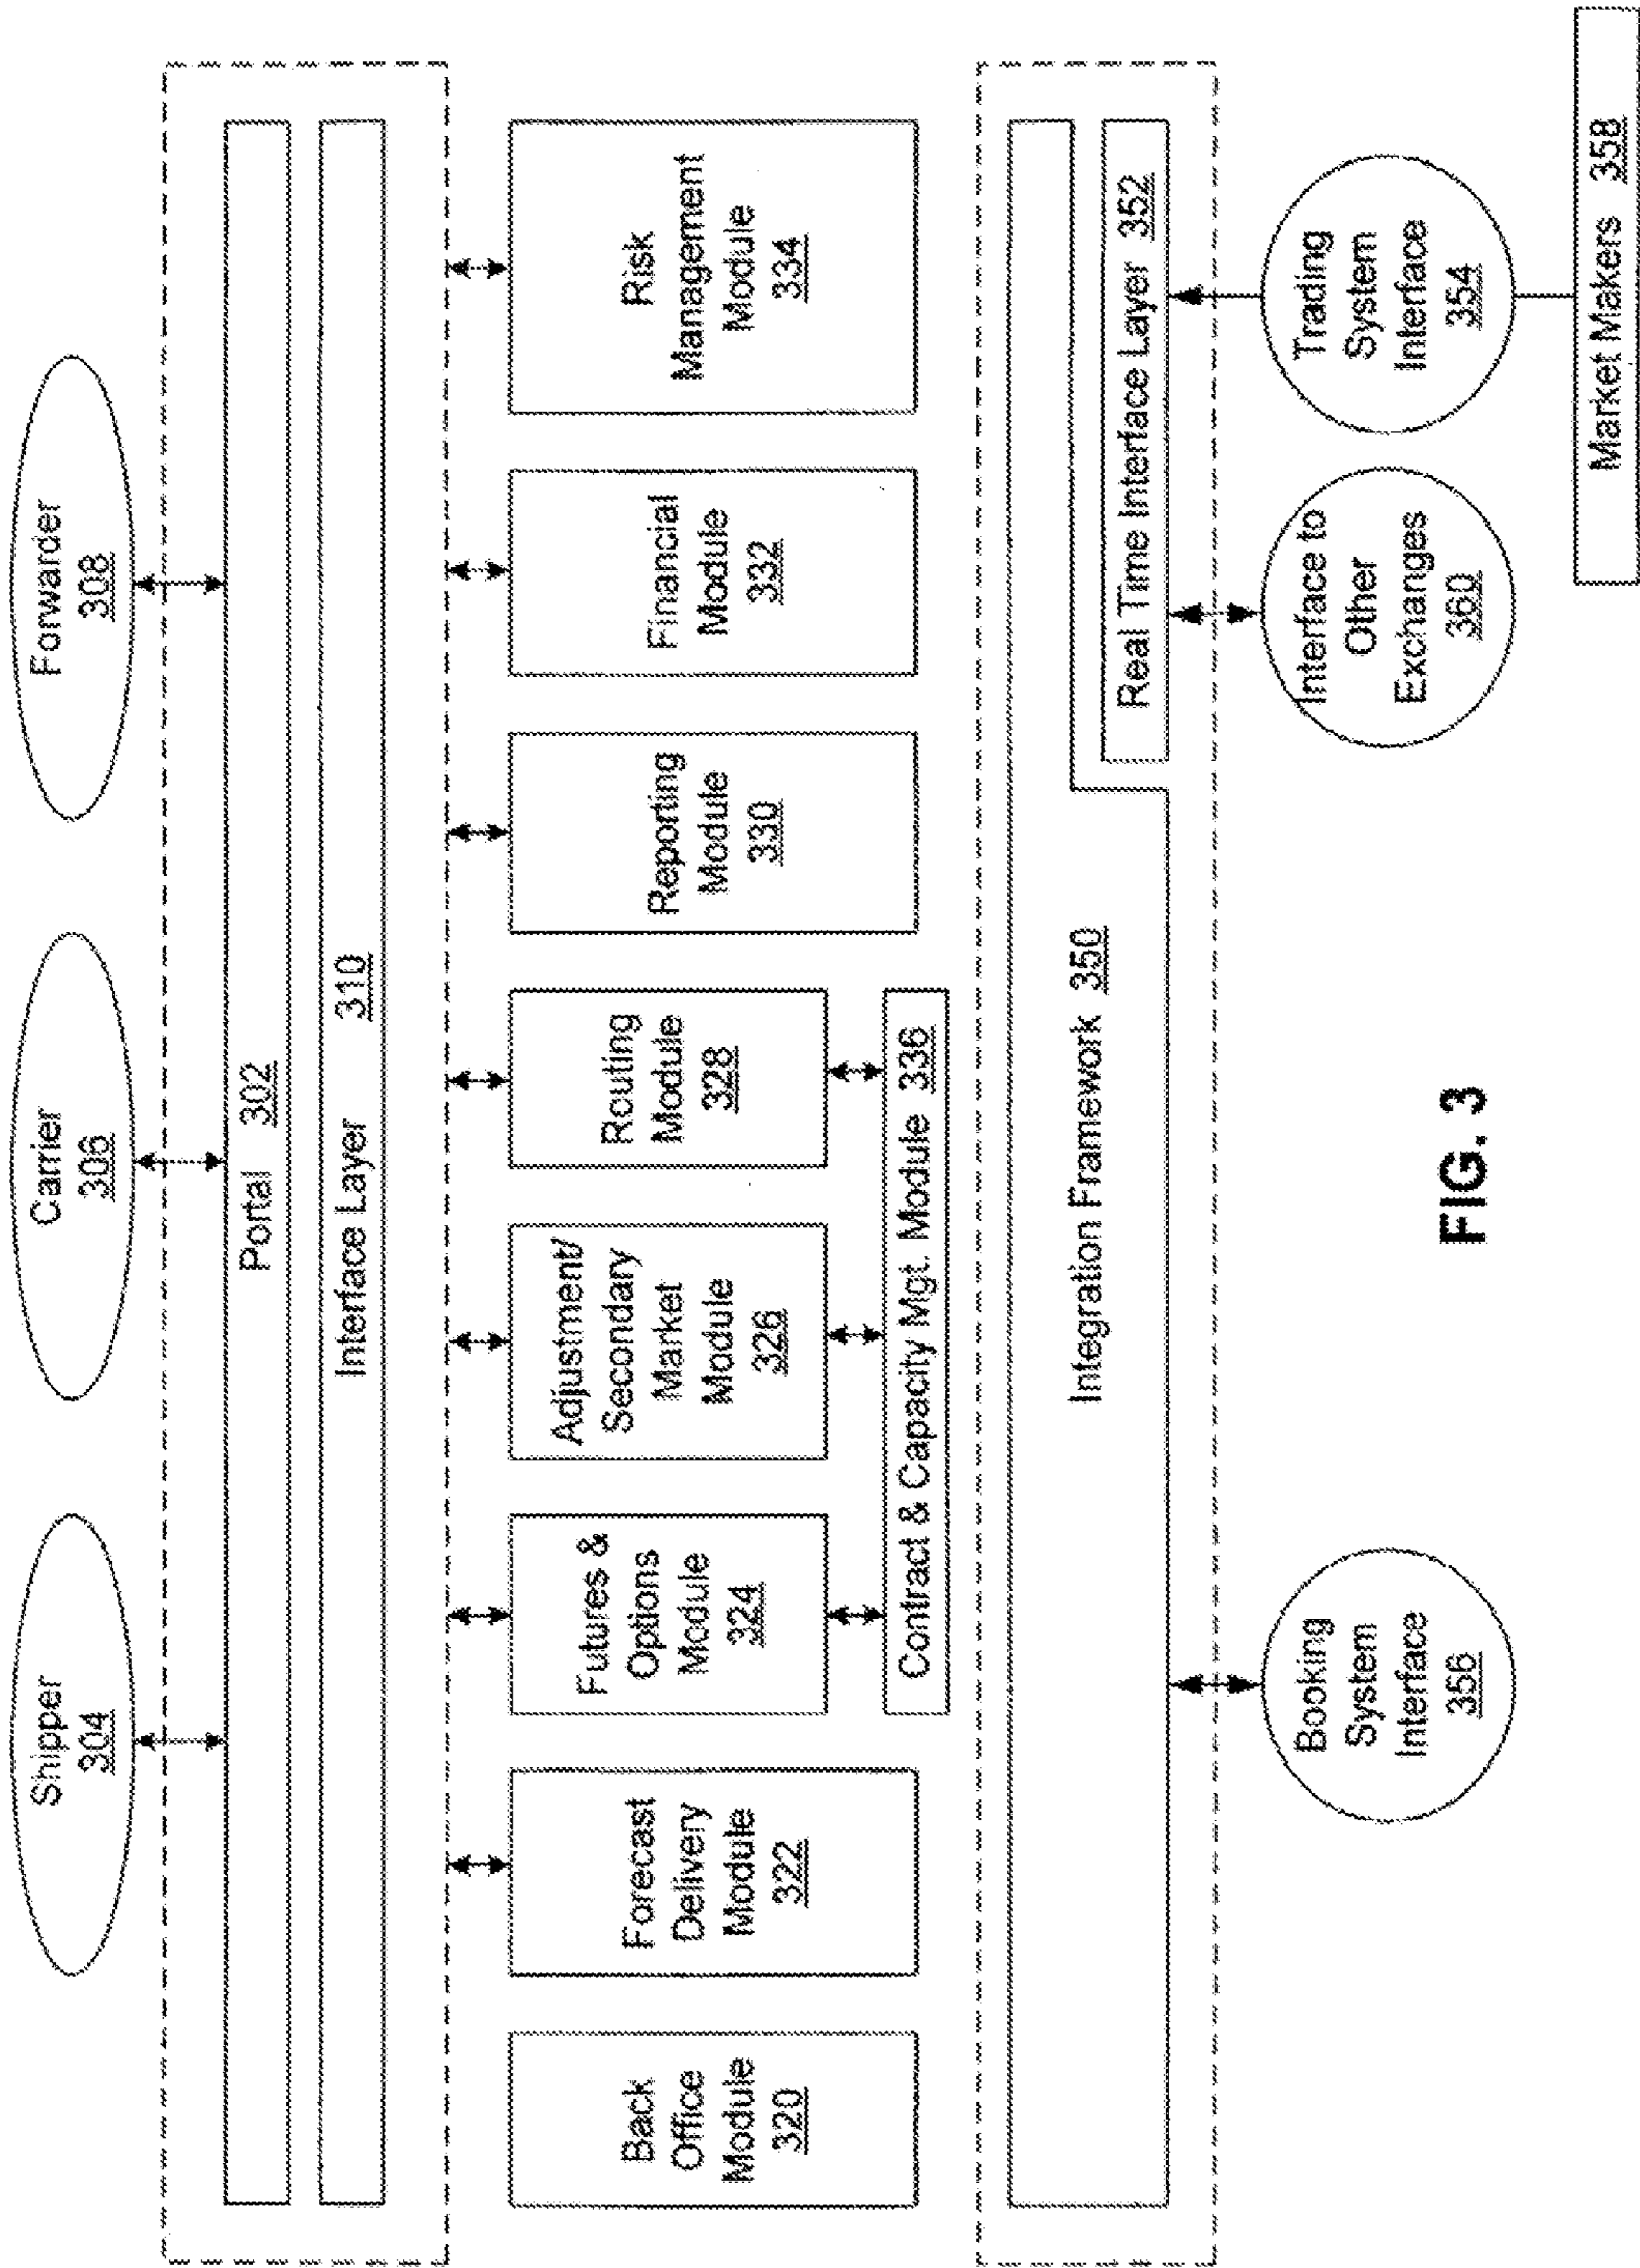 Shipper
304
Carrier
306
Forwarder
308
Portal 302
Interface Layer 310
Back
Office
Module
320
Forecast
Delivery
Module
322
Futures &
Options
Module
324
Adjustment/
Secondary
Market
Module
326
Routing
Module
328
Reporting
Module
330
Financial
Module
332
Risk
Management
Module
334
Contract & Capacity Mgt. Module 336
Integration Framework 350
Real Time Interface Layer 352
Booking
System
Interface
356
Interface to
Other
Exchanges
360
Trading
System
Interface
354
Market Makers 358
FIG. 3